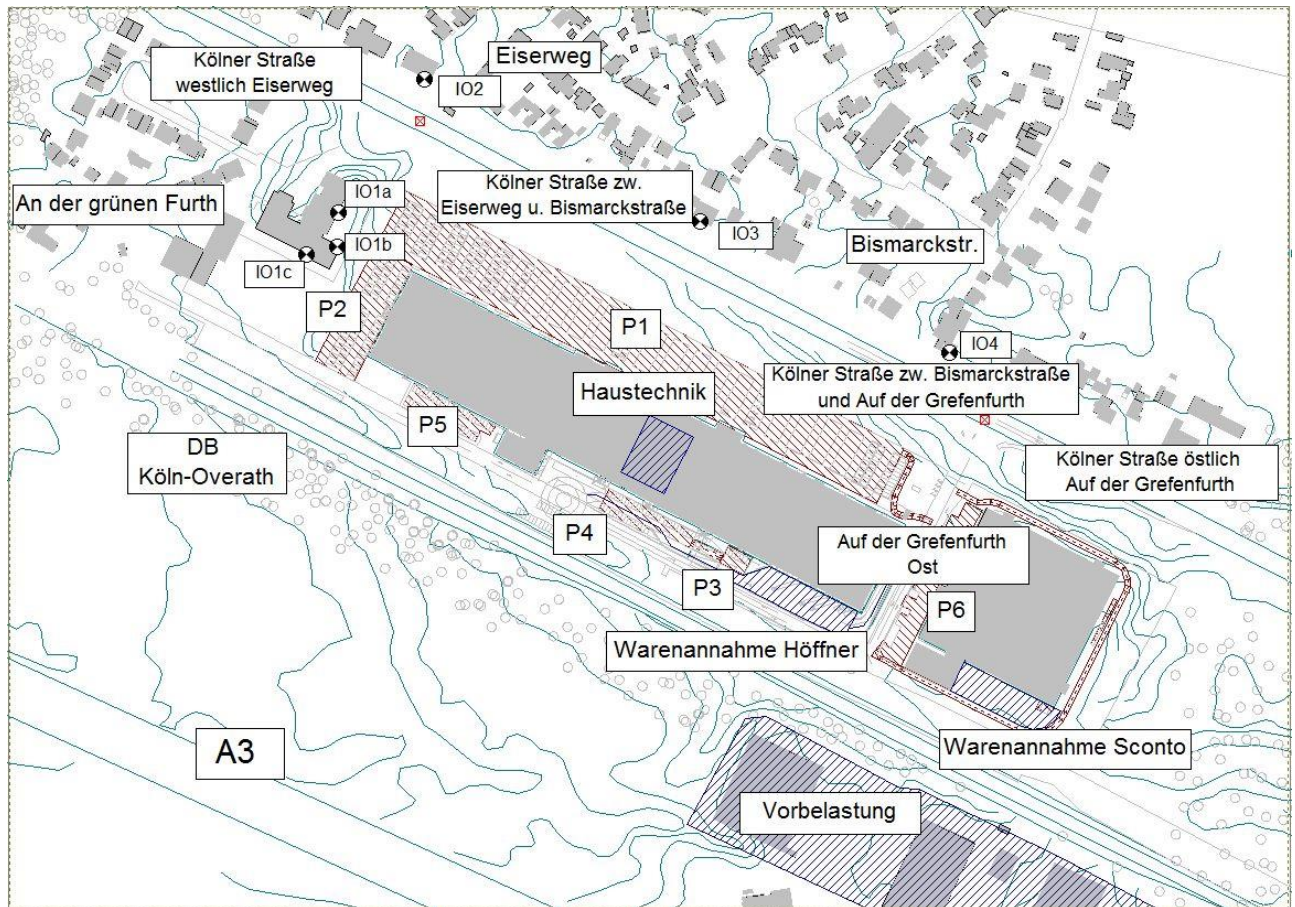 Kölner Straße
westlich Eiserweg
Eiserweg
IO2
An der grünen Furth
IO1a
Kölner Straße zw.
Eiserweg u. Bismarckstraße
IO3
IO1b
IO1c
Bismarckstr.
P2
P1
IO4
Haustechnik
Kölner Straße zw. Bismarckstraße
und Auf der Grefenfurth
P5
DB
Köln-Overath
Kölner Straße östlich
Auf der Grefenfurth
P4
Auf der Grefenfurth
Ost
P3
P6
Warenannahme Höffner
A3
Warenannahme Sconto
Vorbelastung